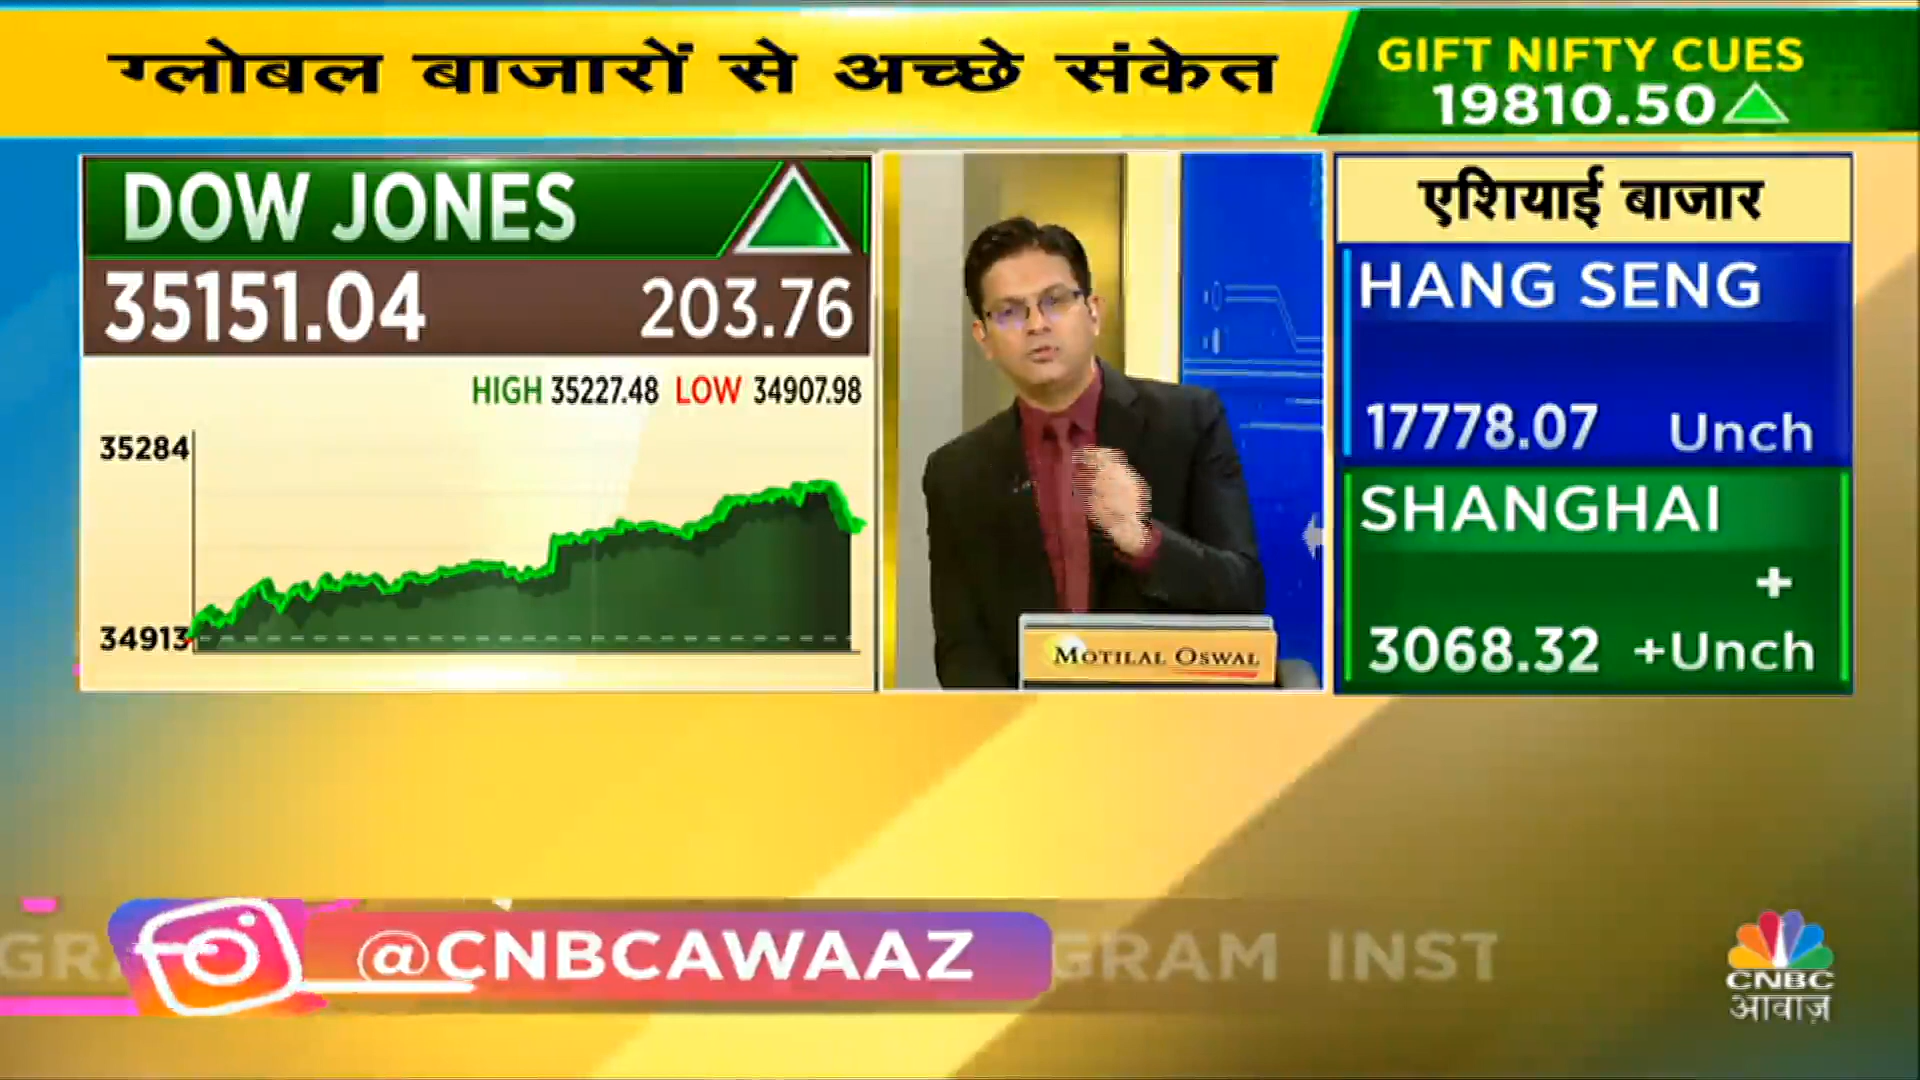 ग्लोबल बाजारों से अच्छे संकेत
GIFT NIFTY CUES
19810.50
DOW JONES
35151.04 203.76
HIGH 35227.48 LOW 34907.98
35284
34913
MOTILAL OSWAL
एशियाई बाजार
HANG SENG
17778.07 Unch
SHANGHAI
+
3068.32 +Unch
@CNBCAWAAZ
GRAM INST
CNBC
आवाज़